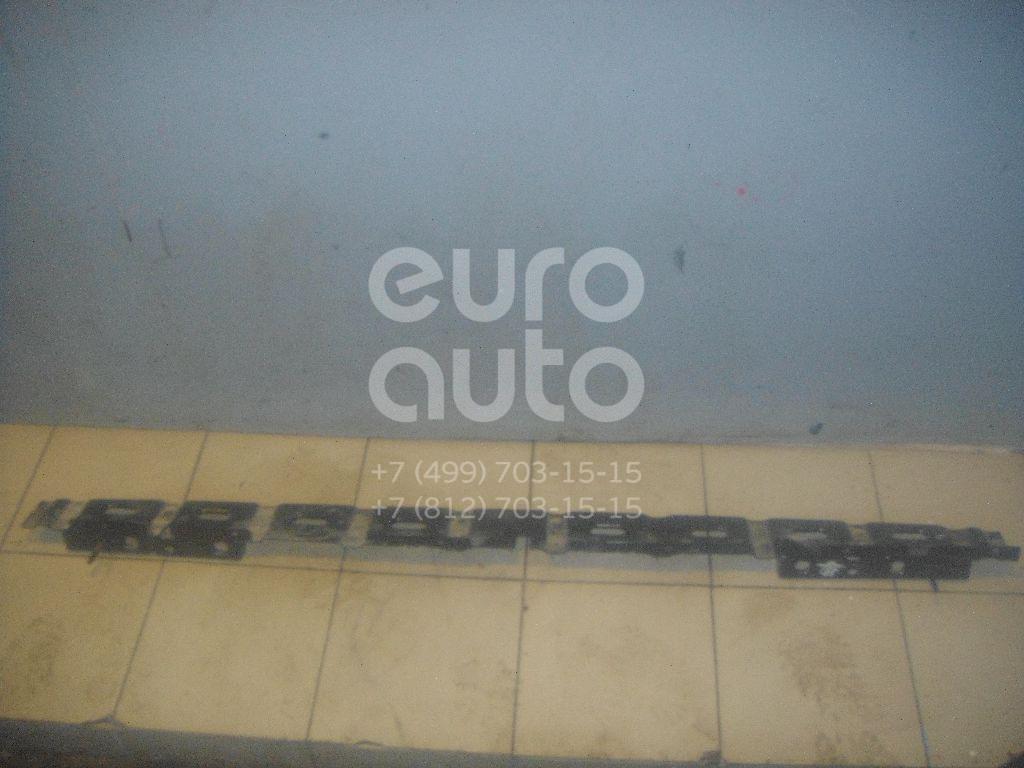 euro
auto
+7 (499) 703-15-15
+7 (812) 703-15-15